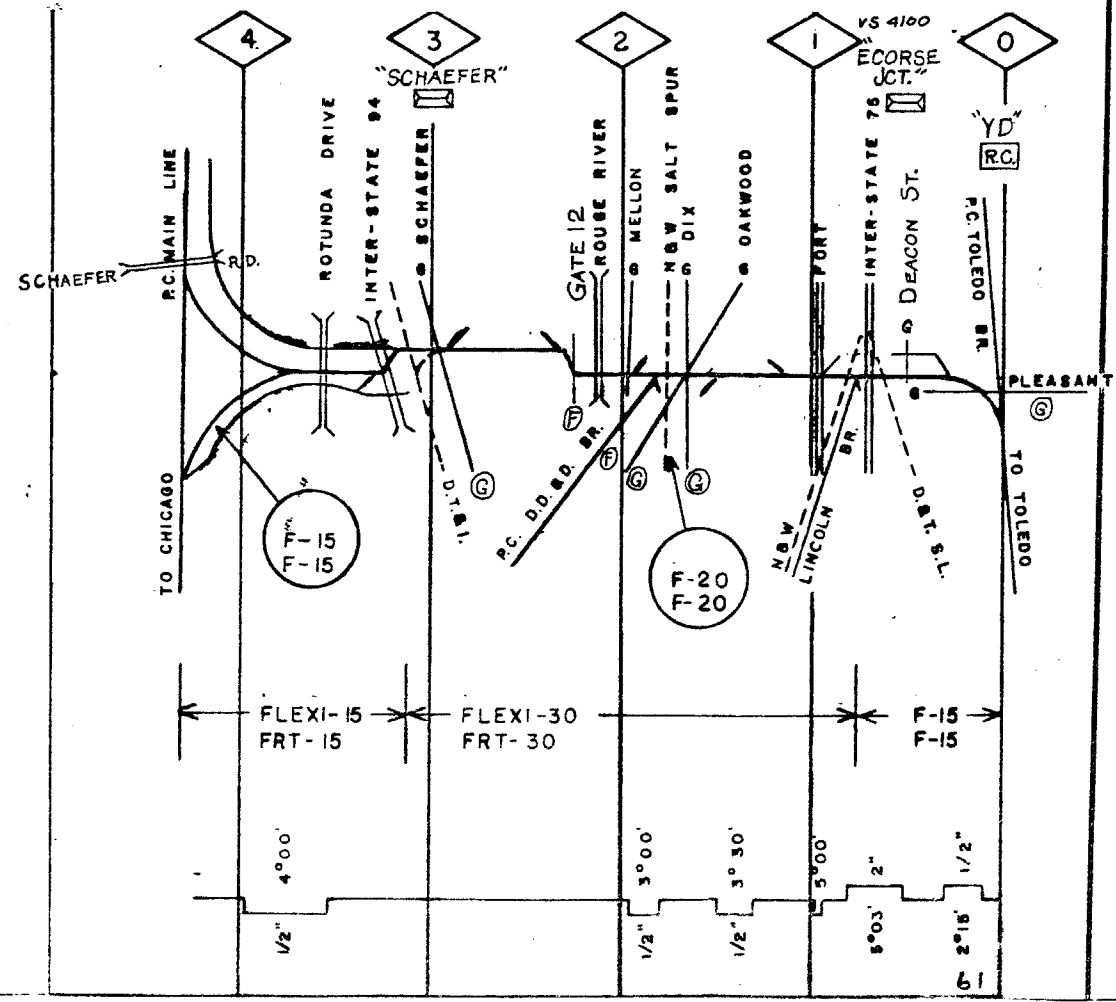 4
3
2
1
0
VS 4100
"SCHAEFER"
"ECORSE
JCT."
"YD"
R.C.
P.C. MAIN LINE
ROTUNDA DRIVE
INTER-STATE 94
G SCHAEFER
GATE 12
ROUSE RIVER
G MELLON
N&W SALT SPUR
G DIX
G OAKWOOD
FORT
INTER-STATE 75
G DEACON ST.
P.C. TOLEDO BR.
SCHAEFER
R.D.
G
PLEASANT
G
F
F
G
G
G
TO CHICAGO
"F-15
F-15
D.T.&I.
P.C. D.D.&D. BR.
F-20
F-20
N&W
LINCOLN BR.
D.&T. S.L.
TO TOLEDO
FLEXI-15
FRT-15
FLEXI-30
FRT-30
F-15
F-15
4°00'
1/2"
3°00'
1/2"
3°30'
1/2"
5°00'
2"
5°03'
1/2"
2°15'
61